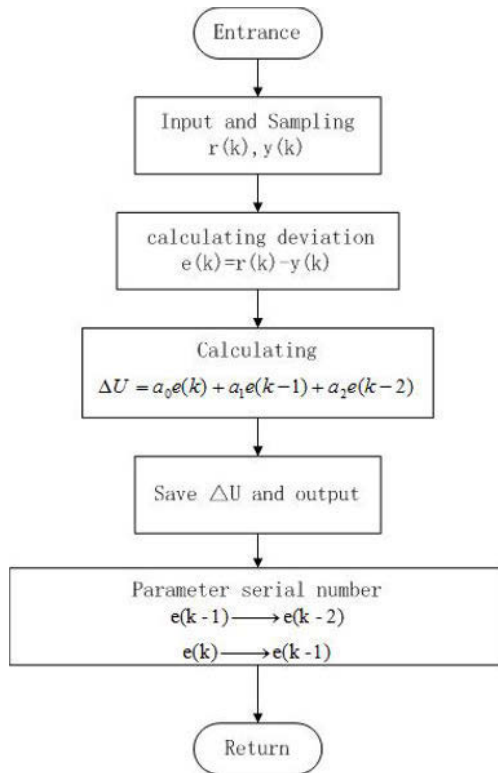 Entrance
Input and Sampling
r(k),y(k)
calculating deviation
e(k)=r(k)-y(k)
Calculating
ΔU = a₀e(k) + a₁e(k−1) + a₂e(k−2)
Save △U and output
Parameter serial number
e(k-1)⟶e(k-2)
e(k)⟶e(k-1)
Return